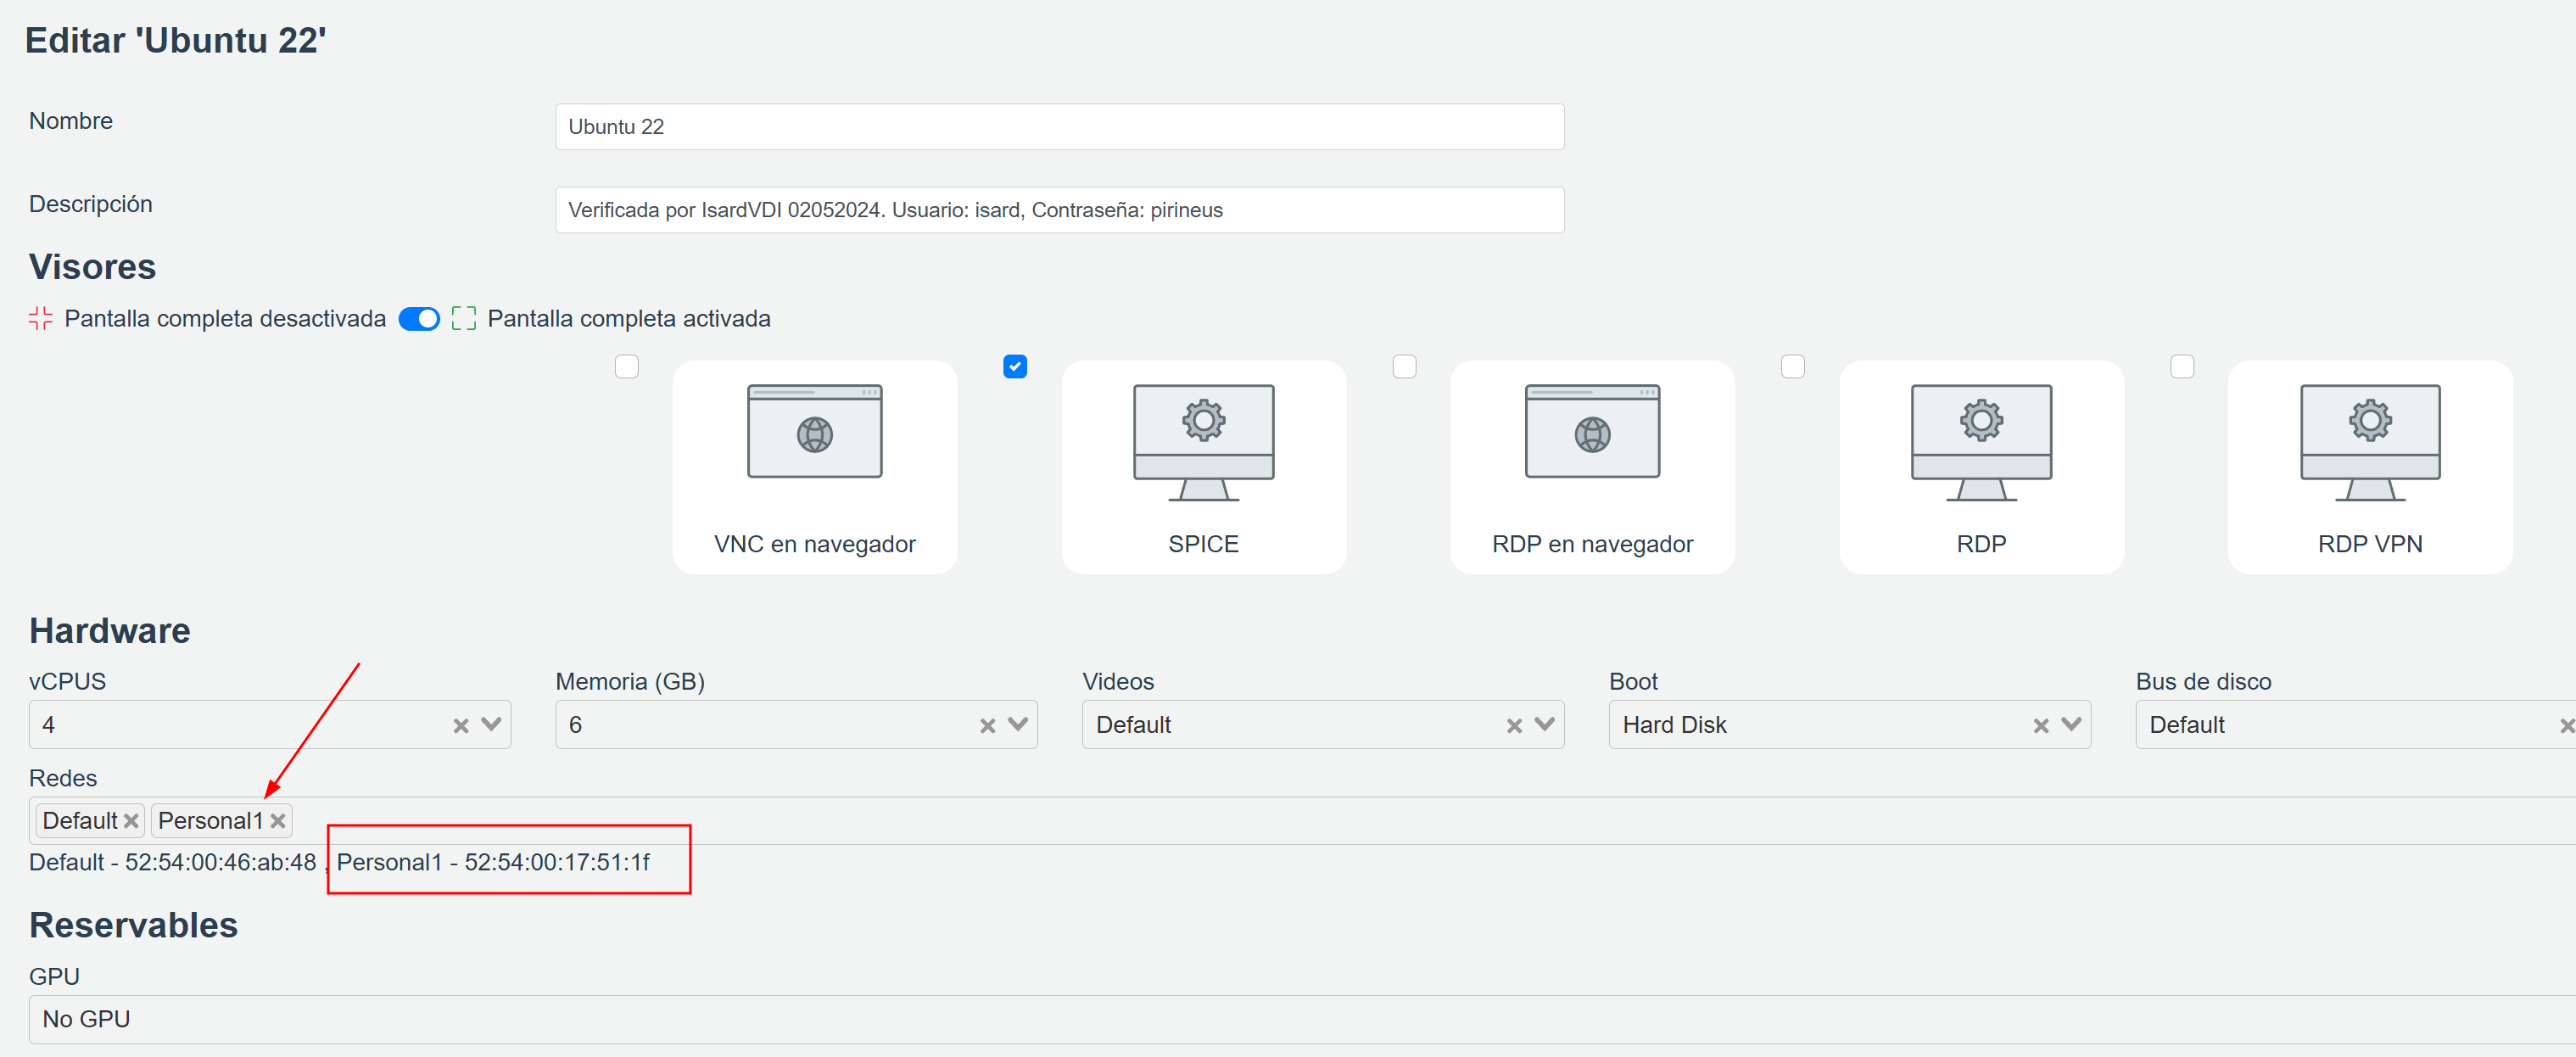 Editar 'Ubuntu 22'
Nombre
Ubuntu 22
Descripción
Verificada por IsardVDI 02052024. Usuario: isard, Contraseña: pirineus
Visores
Pantalla completa desactivada Pantalla completa activada
VNC en navegador SPICE RDP en navegador RDP RDP VPN
Hardware
vCPUS Memoria (GB) Videos Boot Bus de disco
4 6 Default Hard Disk Default
Redes
Default Personal1
Default - 52:54:00:46:ab:48 , Personal1 - 52:54:00:17:51:1f
Reservables
GPU
No GPU